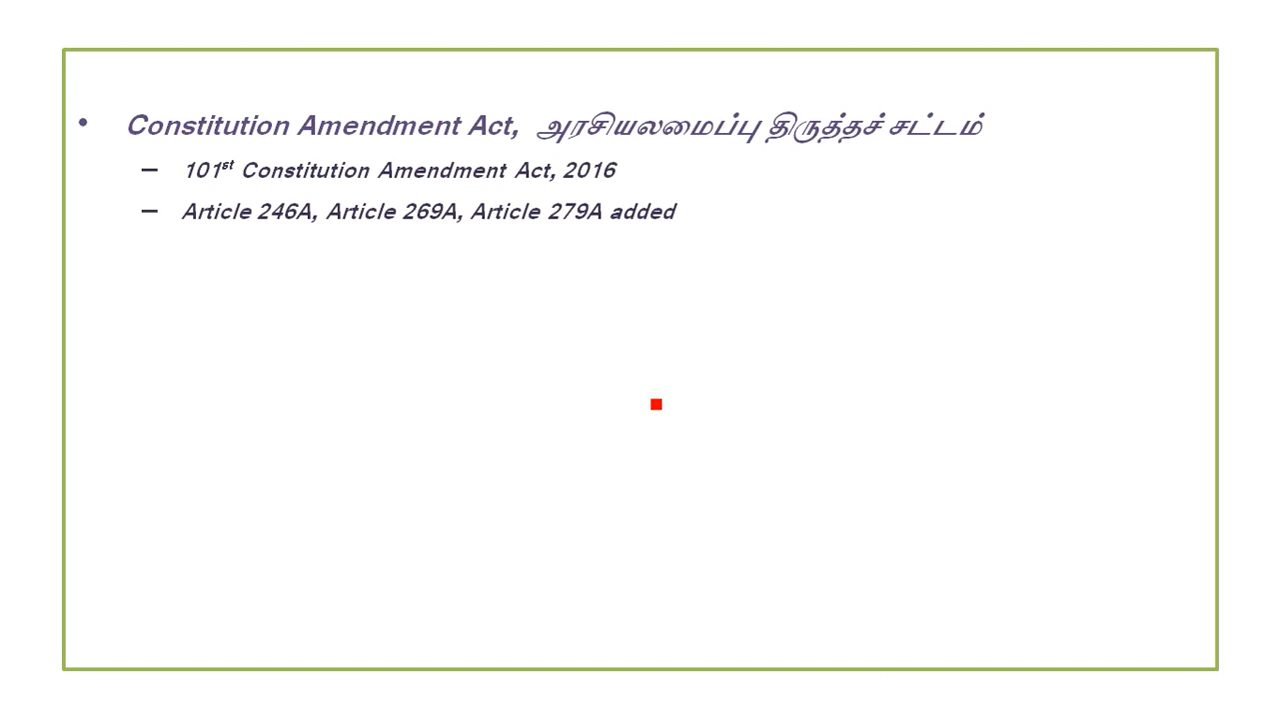 • Constitution Amendment Act, அரசியலமைப்பு திருத்தச் சட்டம்
– 101st Constitution Amendment Act, 2016
– Article 246A, Article 269A, Article 279A added